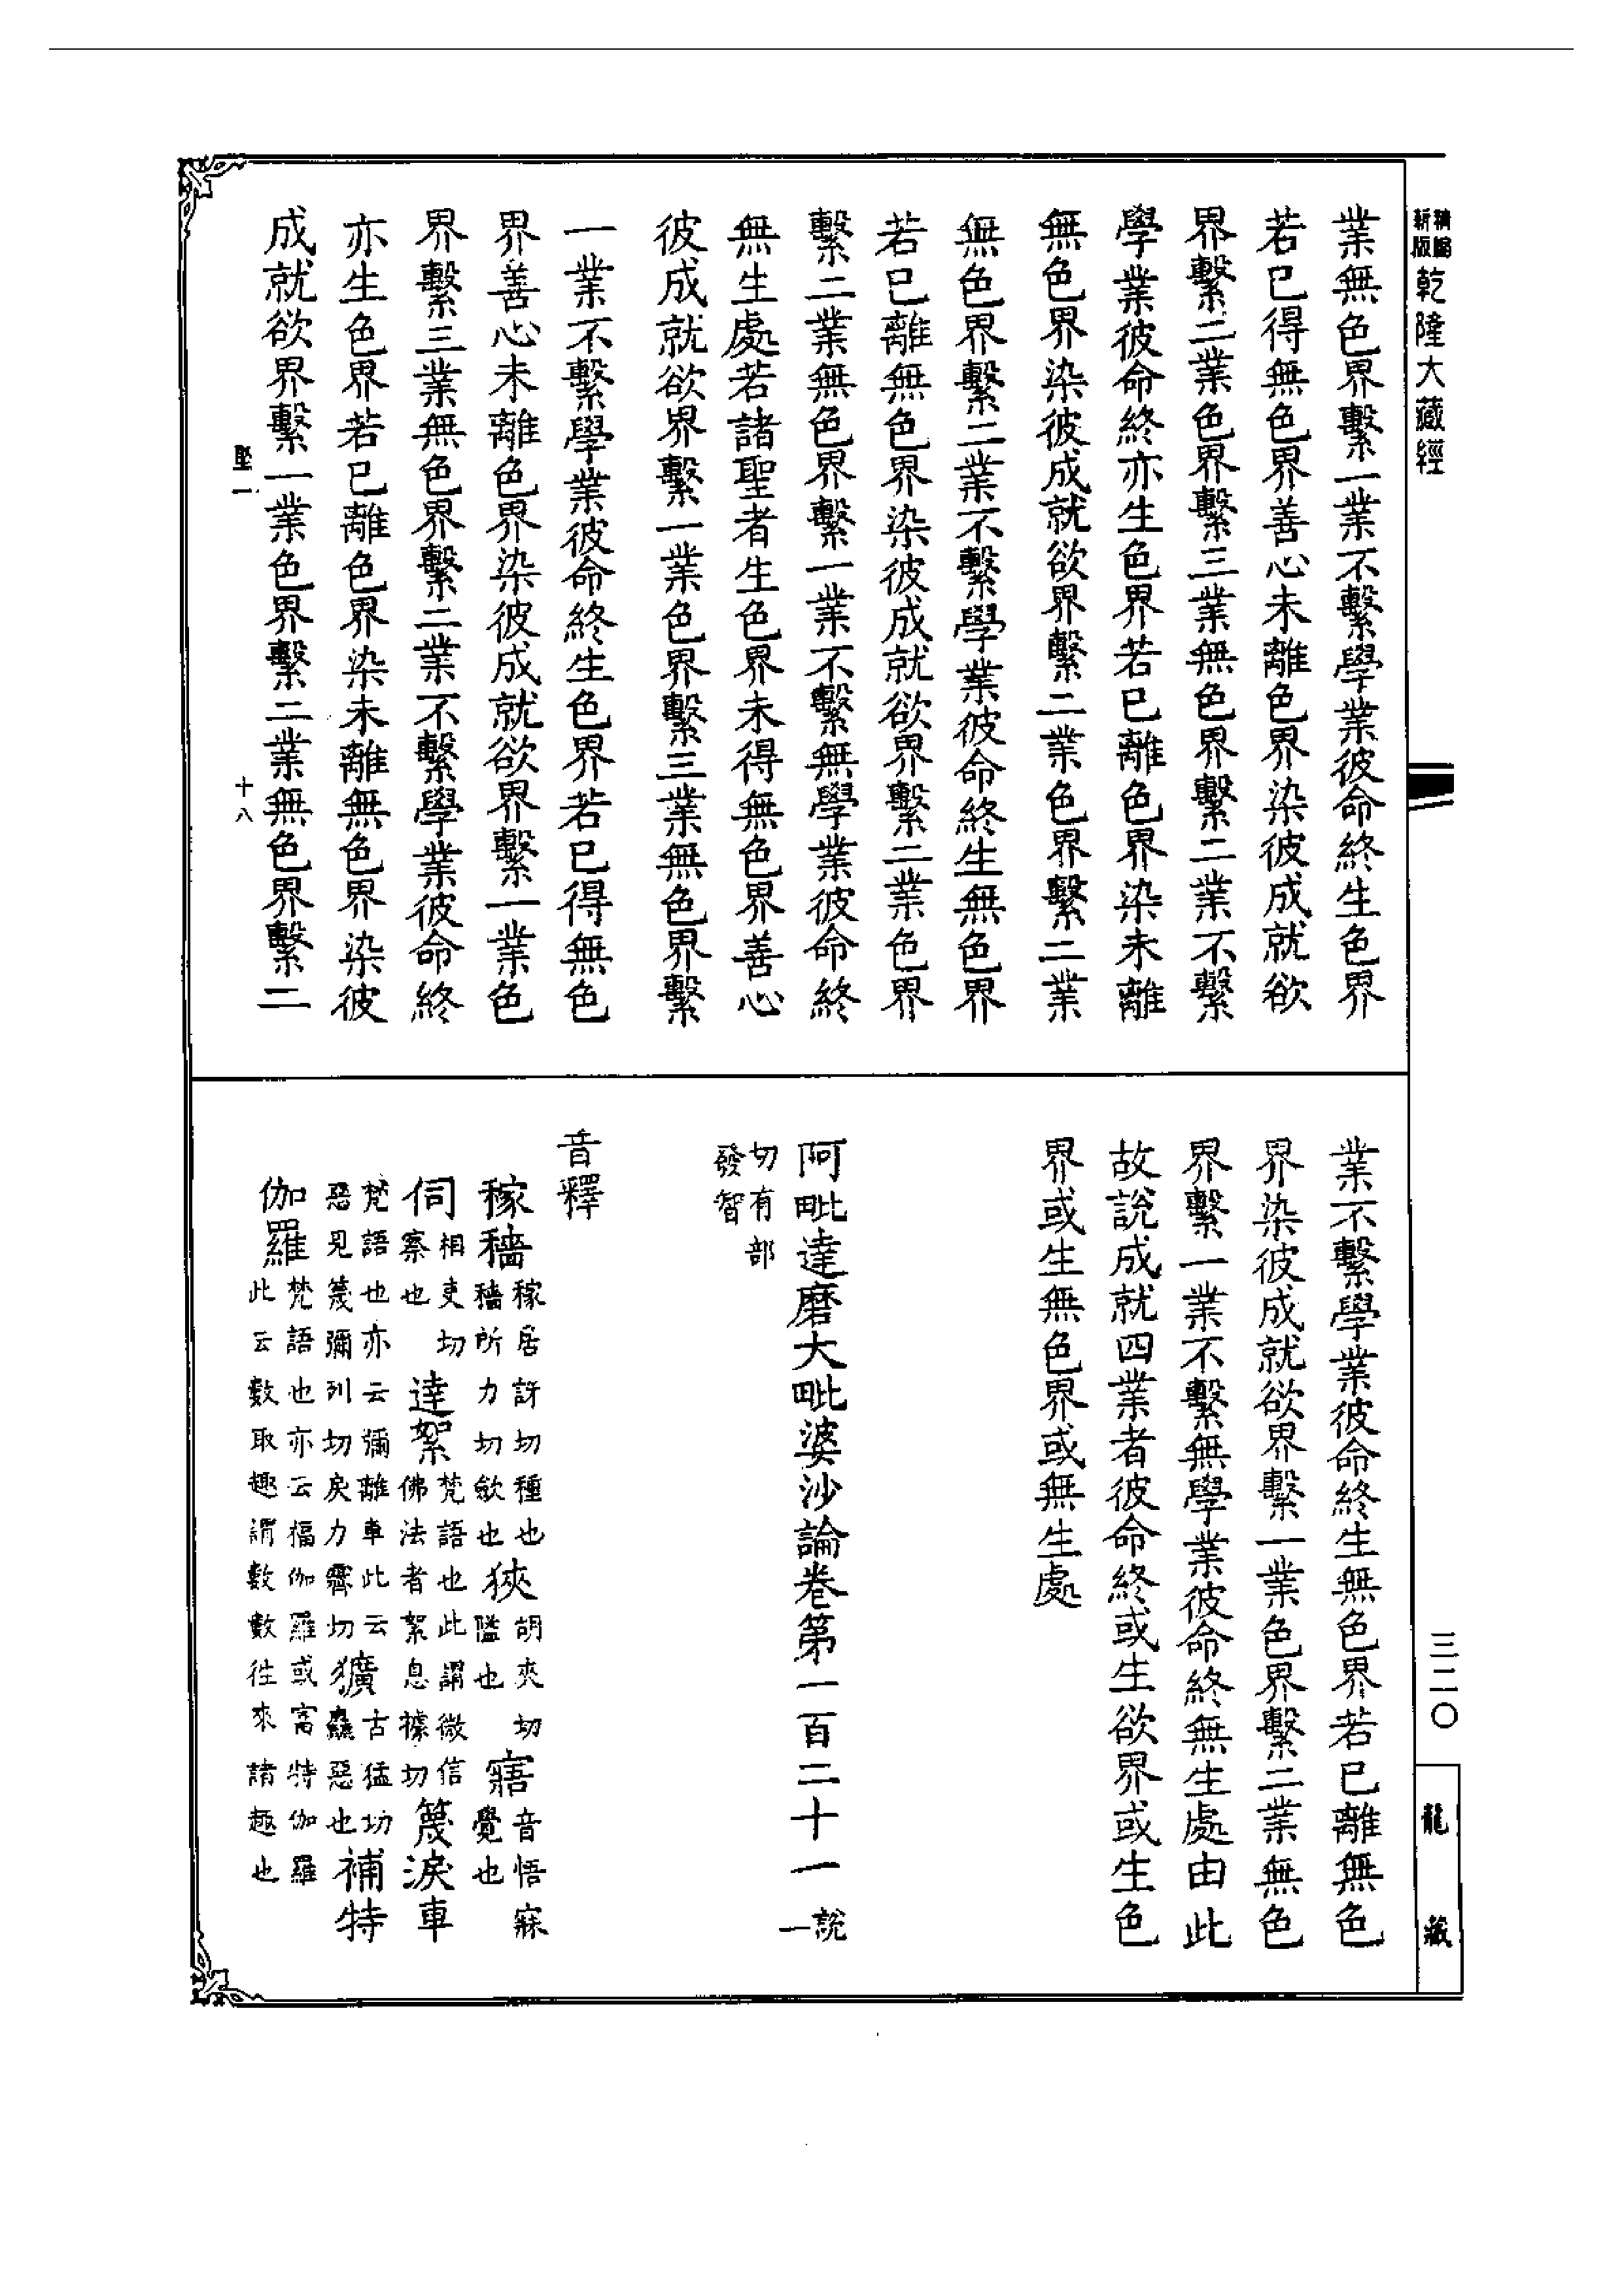 新編
縮版
乾隆大藏經
業無色界繫一業不繫學業彼命終生色界
若已得無色界善心未離色界染彼成就欲
界繫二業色界繫三業無色界繫二業不繫
學業彼命終亦生色界若已離色界染未離
無色界染彼成就欲界繫二業色界繫二業
無色界繫二業不繫學業彼命終生無色界
若已離無色界染彼成就欲界繫二業色界
繫二業無色界繫一業不繫無學業彼命終
無生處若諸聖者生色界未得無色界善心
彼成就欲界繫一業色界繫三業無色界繫
一業不繫學業彼命終生色界若已得無色
界善心未離色界染彼成就欲界繫一業色
界繫三業無色界繫二業不繫學業彼命終
亦生色界若已離色界染未離無色界染彼
成就欲界繫一業色界繫二業無色界繫二
堅一
十八
業不繫學業彼命終生無色界若已離無色
界染彼成就欲界繫一業色界繫二業無色
界繫一業不繫無學業彼命終無生處由此
故說成就四業者彼命終或生欲界或生色
界或生無色界或無生處
阿毗達磨大毗婆沙論卷第一百二十一說一
切有部
發智
音釋
稼穡稼居訝切種也穡所力切斂也狹胡夾切隘也寤音悟寐覺也
伺相吏切察也達絮梵語也此謂微信佛法者絮息據切篾淚車
梵語也亦云彌離車此云惡見篾彌列切戾力霽切獷古猛切麤惡也補特
伽羅梵語也亦云福伽羅或富特伽羅此云數取趣謂數數往來諸趣也
三二〇
龍藏